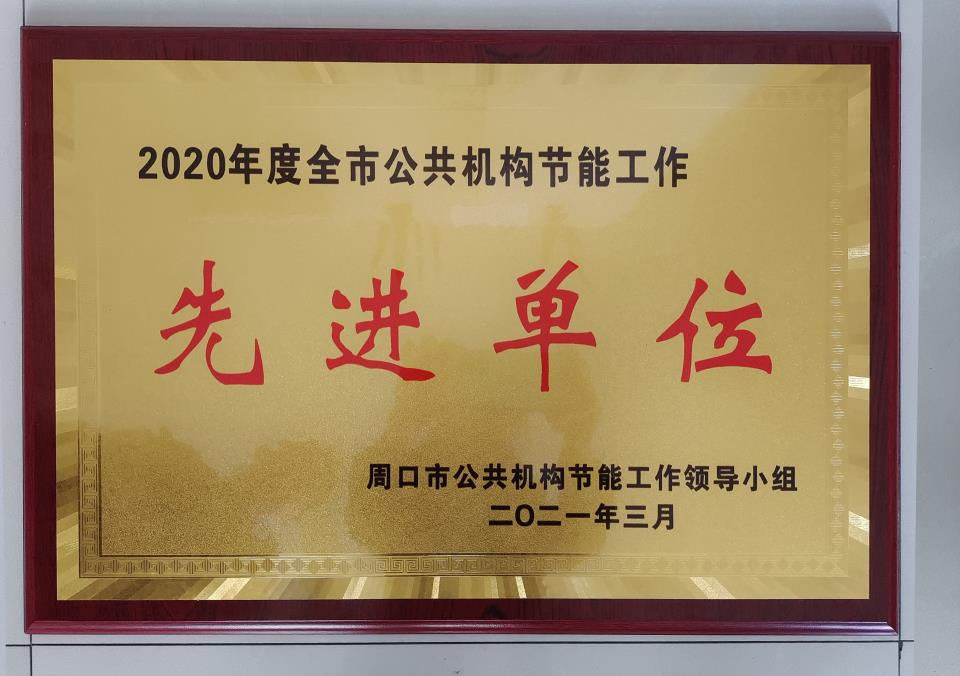 2020年度全市公共机构节能工作
先进单位
周口市公共机构节能工作领导小组
二〇二一年三月